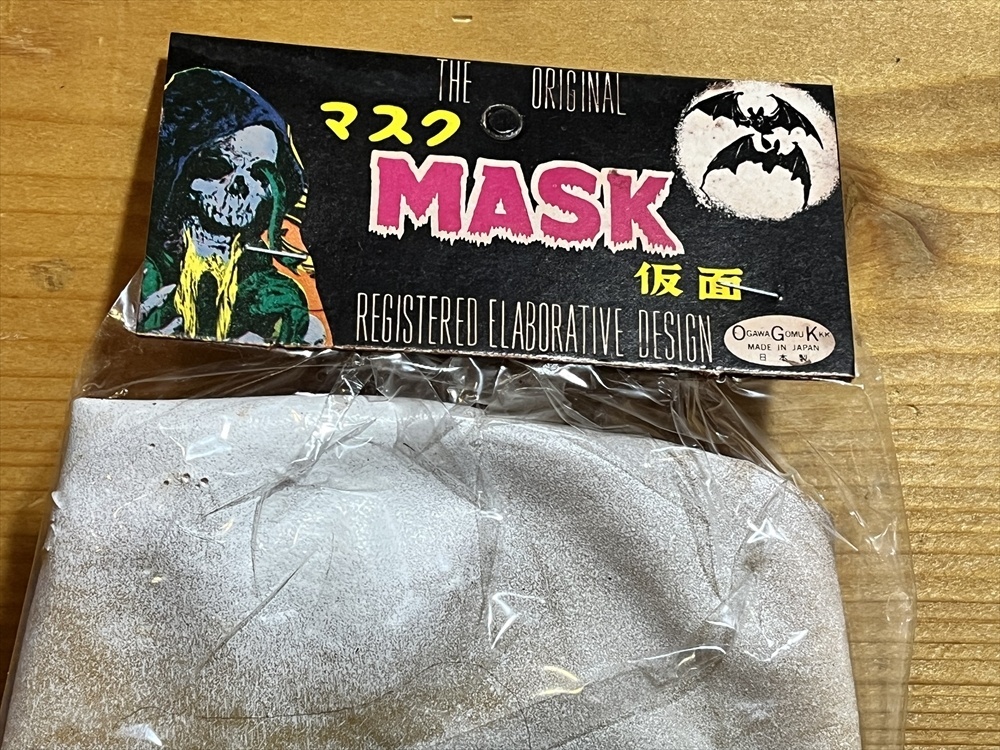 THE ORIGINAL
マスク
MASK
仮面
REGISTERED ELABORATIVE DESIGN
OGAWA GOMU KKK
MADE IN JAPAN
日本製